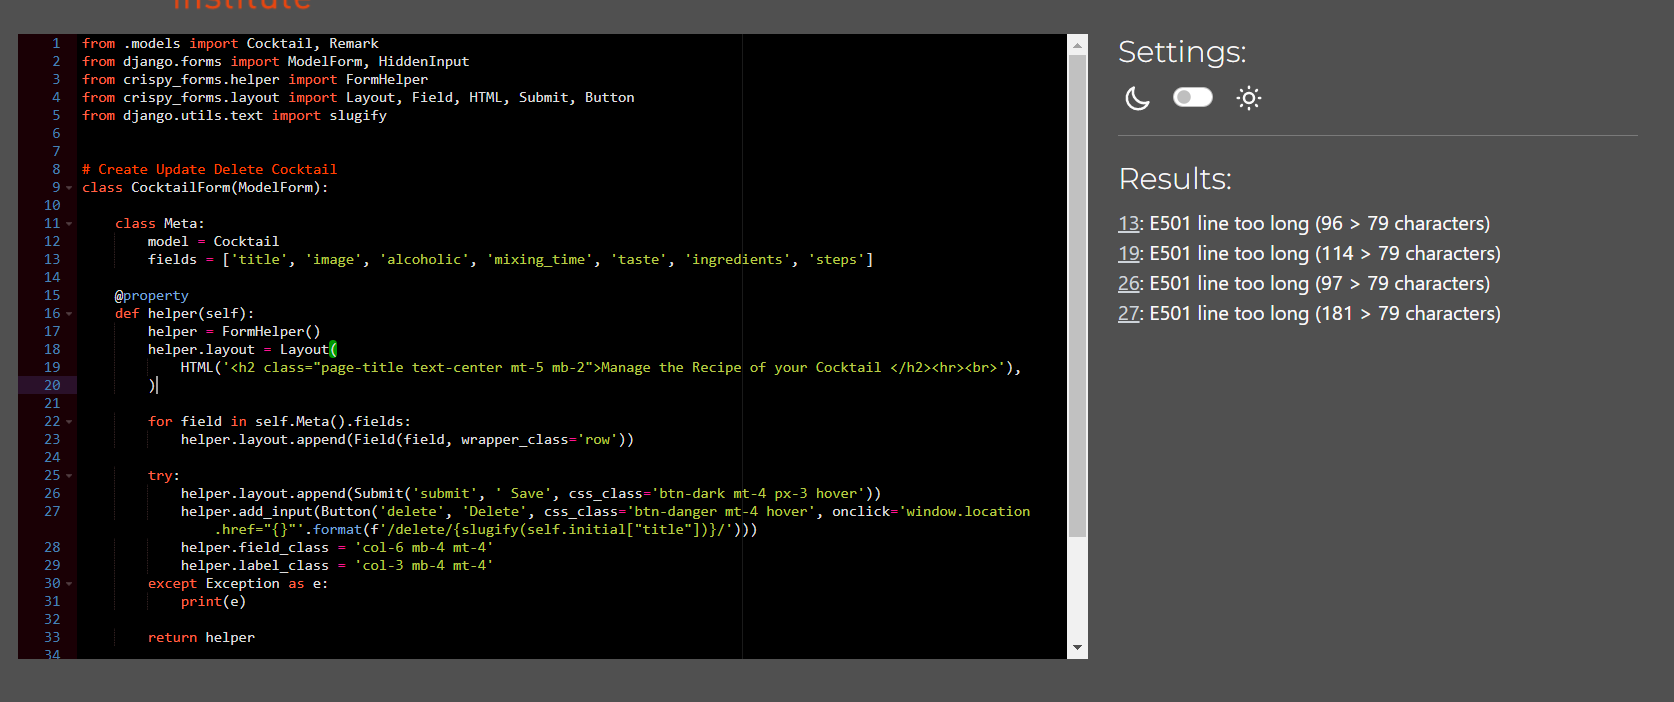 Institute
1 from .models import Cocktail, Remark
2 from django.forms import ModelForm, HiddenInput
3 from crispy_forms.helper import FormHelper
4 from crispy_forms.layout import Layout, Field, HTML, Submit, Button
5 from django.utils.text import slugify
6
7
8 # Create Update Delete Cocktail
9 class CocktailForm(ModelForm):
10
11     class Meta:
12         model = Cocktail
13         fields = ['title', 'image', 'alcoholic', 'mixing_time', 'taste', 'ingredients', 'steps']
14
15     @property
16     def helper(self):
17         helper = FormHelper()
18         helper.layout = Layout(
19             HTML('<h2 class="page-title text-center mt-5 mb-2">Manage the Recipe of your Cocktail </h2><hr><br>'),
20         )
21
22         for field in self.Meta().fields:
23             helper.layout.append(Field(field, wrapper_class='row'))
24
25         try:
26             helper.layout.append(Submit('submit', ' Save', css_class='btn-dark mt-4 px-3 hover'))
27             helper.add_input(Button('delete', 'Delete', css_class='btn-danger mt-4 hover', onclick='window.location
.href="{}"'.format(f'/delete/{slugify(self.initial["title"])}/')))
28             helper.field_class = 'col-6 mb-4 mt-4'
29             helper.label_class = 'col-3 mb-4 mt-4'
30         except Exception as e:
31             print(e)
32
33         return helper
34
Settings:
Results:
13: E501 line too long (96 > 79 characters)
19: E501 line too long (114 > 79 characters)
26: E501 line too long (97 > 79 characters)
27: E501 line too long (181 > 79 characters)